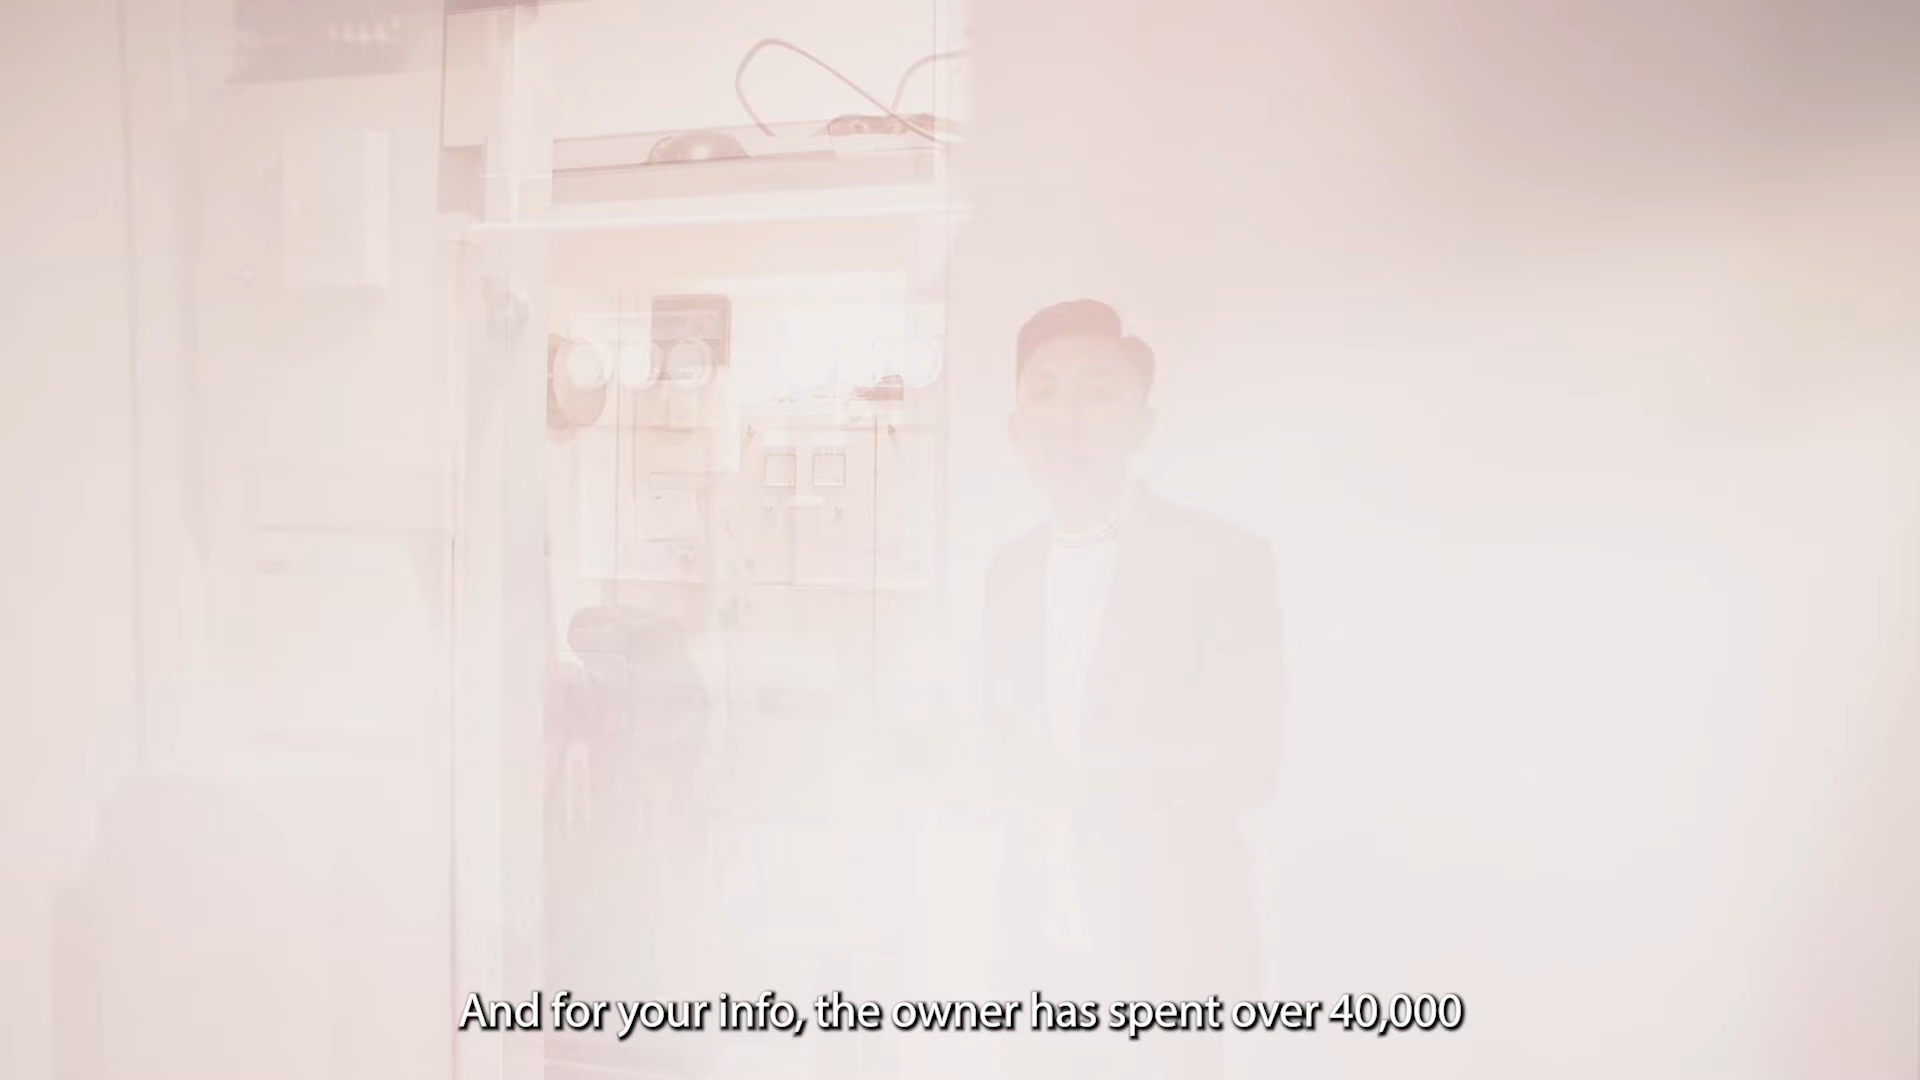 And for your info, the owner has spent over 40,000